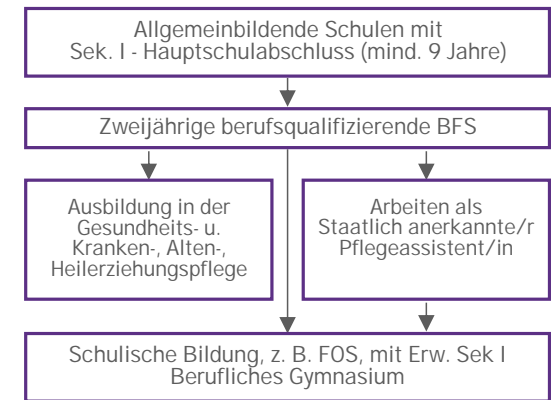 Allgemeinbildende Schulen mit
Sek. I - Hauptschulabschluss (mind. 9 Jahre)
Zweijährige berufsqualifizierende BFS
Ausbildung in der
Gesundheits- u.
Kranken-, Alten-,
Heilerziehungspflege
Arbeiten als
Staatlich anerkannte/r
Pflegeassistent/in
Schulische Bildung, z. B. FOS, mit Erw. Sek I
Berufliches Gymnasium